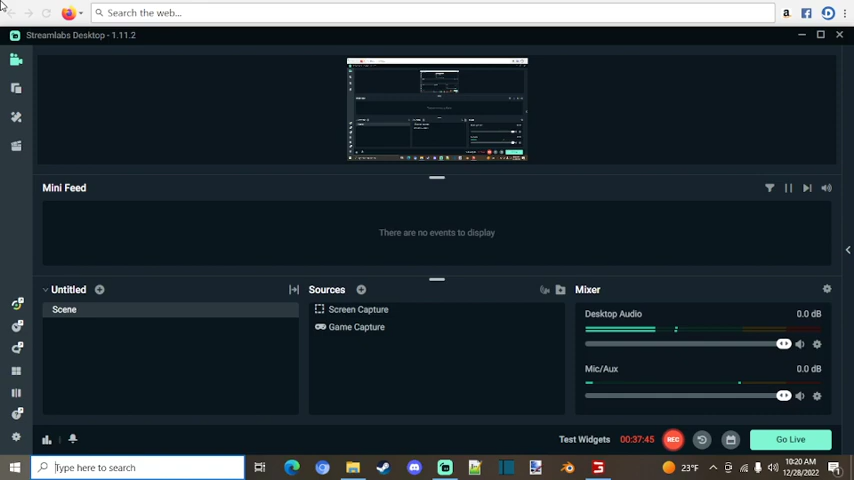 Search the web...
Streamlabs Desktop - 1.11.2
Mini Feed
There are no events to display
Untitled
Sources
Mixer
Scene
Screen Capture
Game Capture
Desktop Audio
0.0 dB
Mic/Aux
0.0 dB
Test Widgets
00:37:45
REC
Go Live
Type here to search
23°F
10:20 AM
12/28/2022